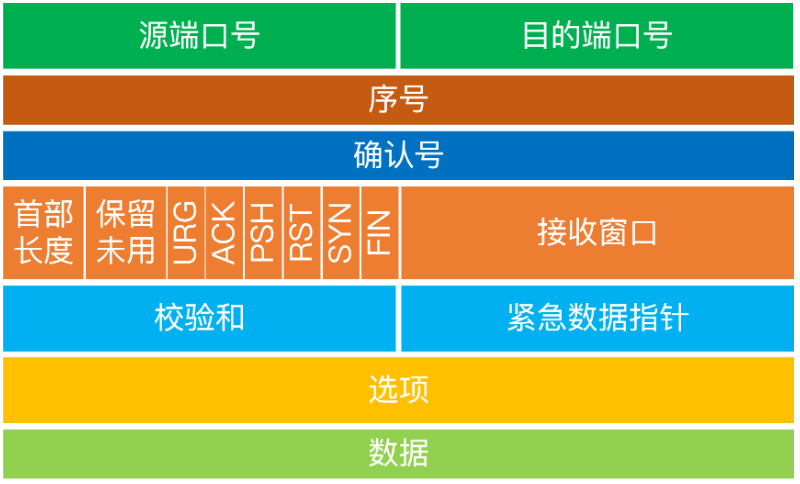 源端口号 目的端口号
序号
确认号
首部 保留 URG ACK PSH RST SYN FIN 接收窗口
长度 未用
校验和 紧急数据指针
选项
数据